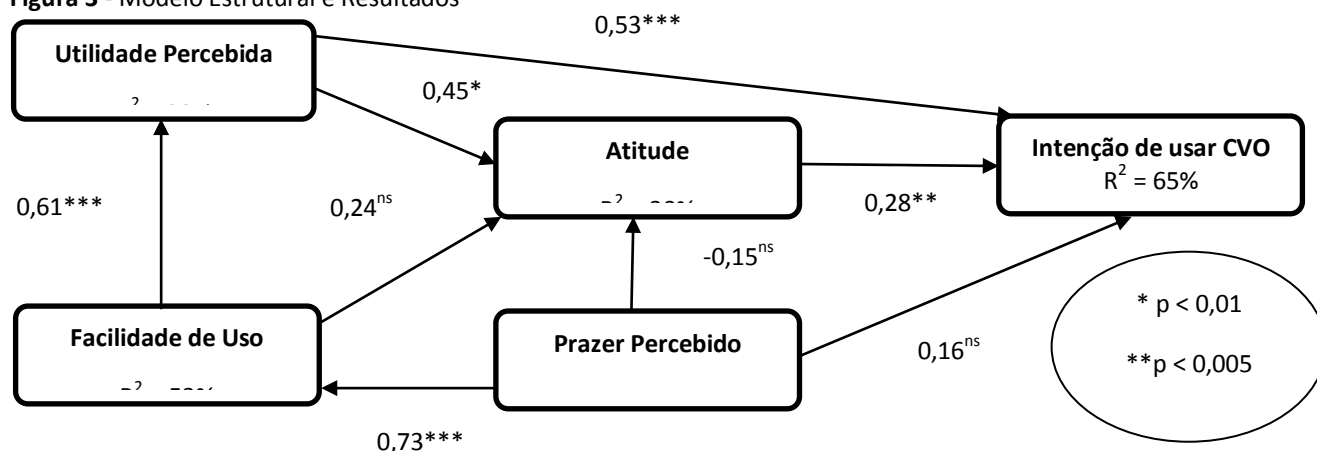 Figura 3 - Modelo Estrutural e Resultados
0,53***
Utilidade Percebida
0,45*
Atitude
Intenção de usar CVO
R² = 65%
0,61***
0,24ⁿˢ
0,28**
-0,15ⁿˢ
Facilidade de Uso
Prazer Percebido
0,16ⁿˢ
* p < 0,01
**p < 0,005
0,73***